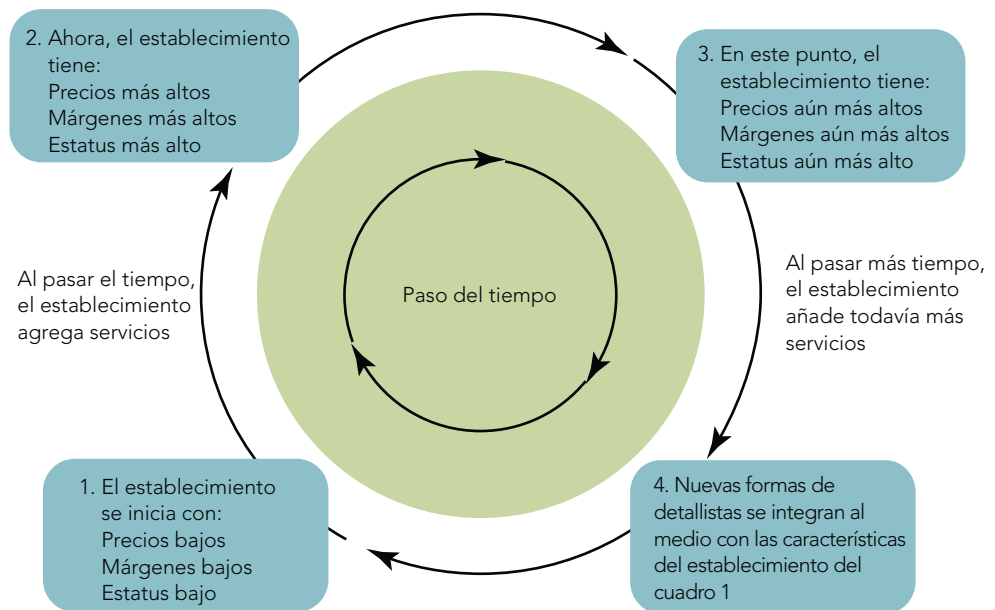 2. Ahora, el establecimiento
tiene:
Precios más altos
Márgenes más altos
Estatus más alto
3. En este punto, el
establecimiento tiene:
Precios aún más altos
Márgenes aún más altos
Estatus aún más alto
Al pasar el tiempo,
el establecimiento
agrega servicios
Paso del tiempo
Al pasar más tiempo,
el establecimiento
añade todavía más
servicios
1. El establecimiento
se inicia con:
Precios bajos
Márgenes bajos
Estatus bajo
4. Nuevas formas de
detallistas se integran al
medio con las características
del establecimiento del
cuadro 1